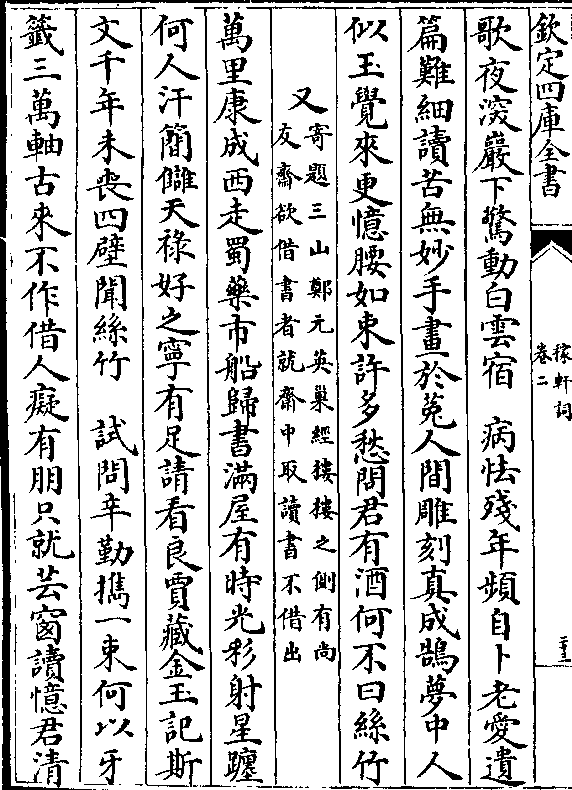 欽定四庫全書
稼軒詞
卷二
歌夜深巖下驚動白雲宿　病怯殘年頻自卜老愛遺
篇難細讀苦無妙手畫於菟人間雕刻真成鵠夢中人
似玉覺來更憶腰如束許多愁問君有酒何不日絲竹
又寄題三山鄭元英巢經樓樓之側有尚
友齋欲借書者就齋中取讀書不借出
萬里康成西走蜀藥市船歸書滿屋有時光彩射星躔
何人汗簡讎天祿好之寧有足請看良賈藏金玉記斯
文千年未喪四壁聞絲竹　試問辛勤攜一束何以牙
籤三萬軸古來不作借人癡有朋只就芸窗讀憶君清